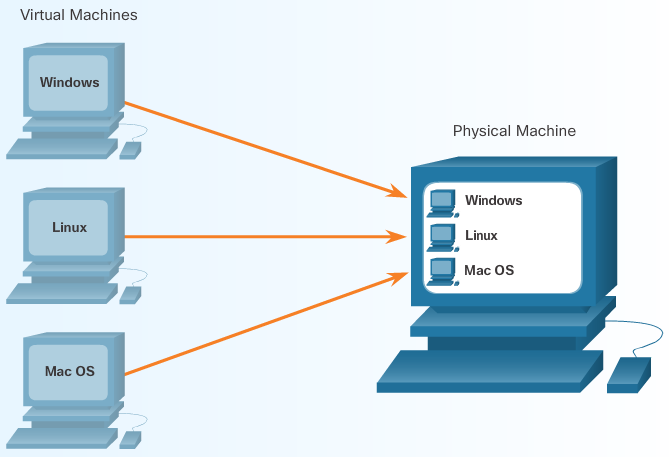 Virtual Machines
Windows
Linux
Mac OS
Physical Machine
Windows
Linux
Mac OS